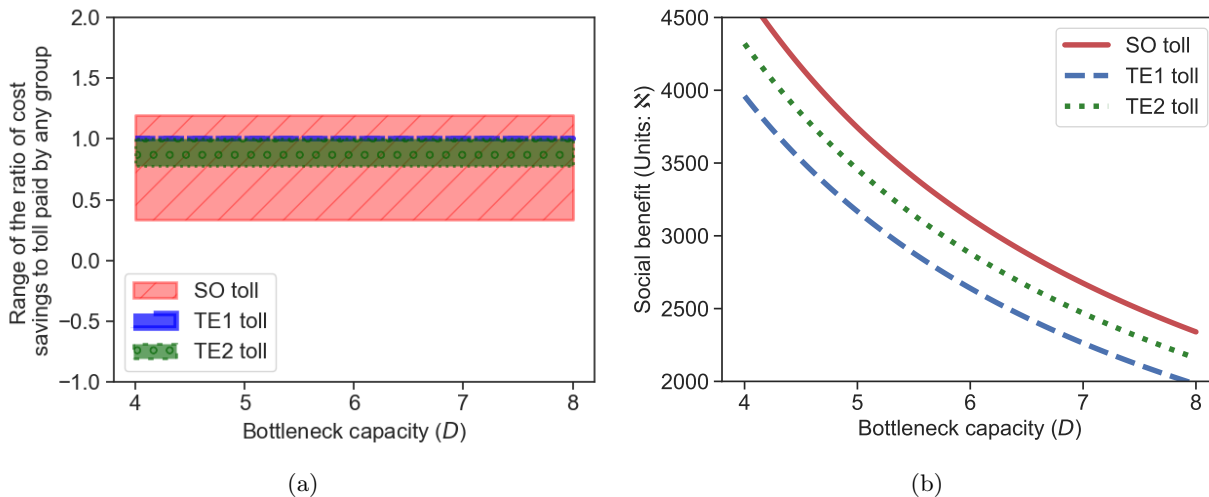 Range of the ratio of cost
savings to toll paid by any group
2.0
1.5
1.0
0.5
0.0
−0.5
−1.0
SO toll
TE1 toll
TE2 toll
4 5 6 7 8
Bottleneck capacity (D)
(a)
Social benefit (Units: ℵ)
4500
4000
3500
3000
2500
2000
SO toll
TE1 toll
TE2 toll
4 5 6 7 8
Bottleneck capacity (D)
(b)